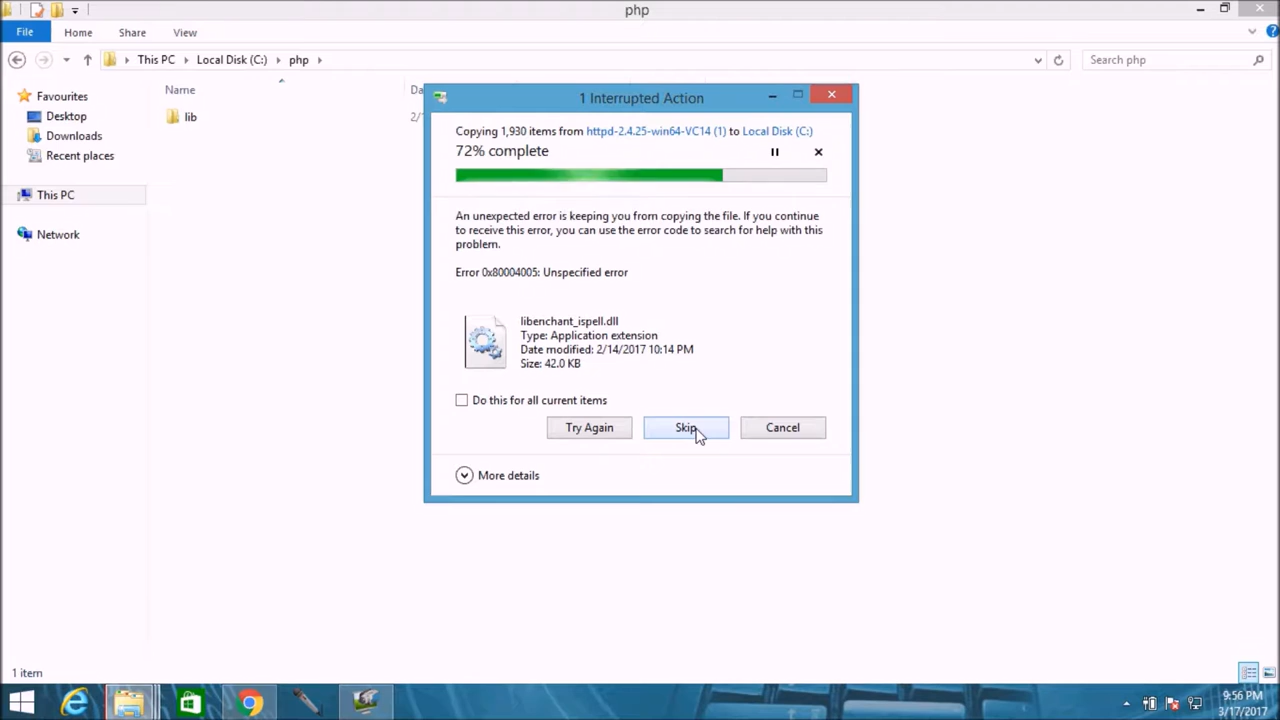 php
File
Home
Share
View
This PC
Local Disk (C:)
php
Search php
Favourites
Desktop
Downloads
Recent places
This PC
Network
Name
Da
lib
2/1
1 Interrupted Action
Copying 1,930 items from httpd-2.4.25-win64-VC14 (1) to Local Disk (C:)
72% complete
An unexpected error is keeping you from copying the file. If you continue
to receive this error, you can use the error code to search for help with this
problem.
Error 0x80004005: Unspecified error
libenchant_ispell.dll
Type: Application extension
Date modified: 2/14/2017 10:14 PM
Size: 42.0 KB
Do this for all current items
Try Again
Skip
Cancel
More details
1 item
9:56 PM
3/17/2017